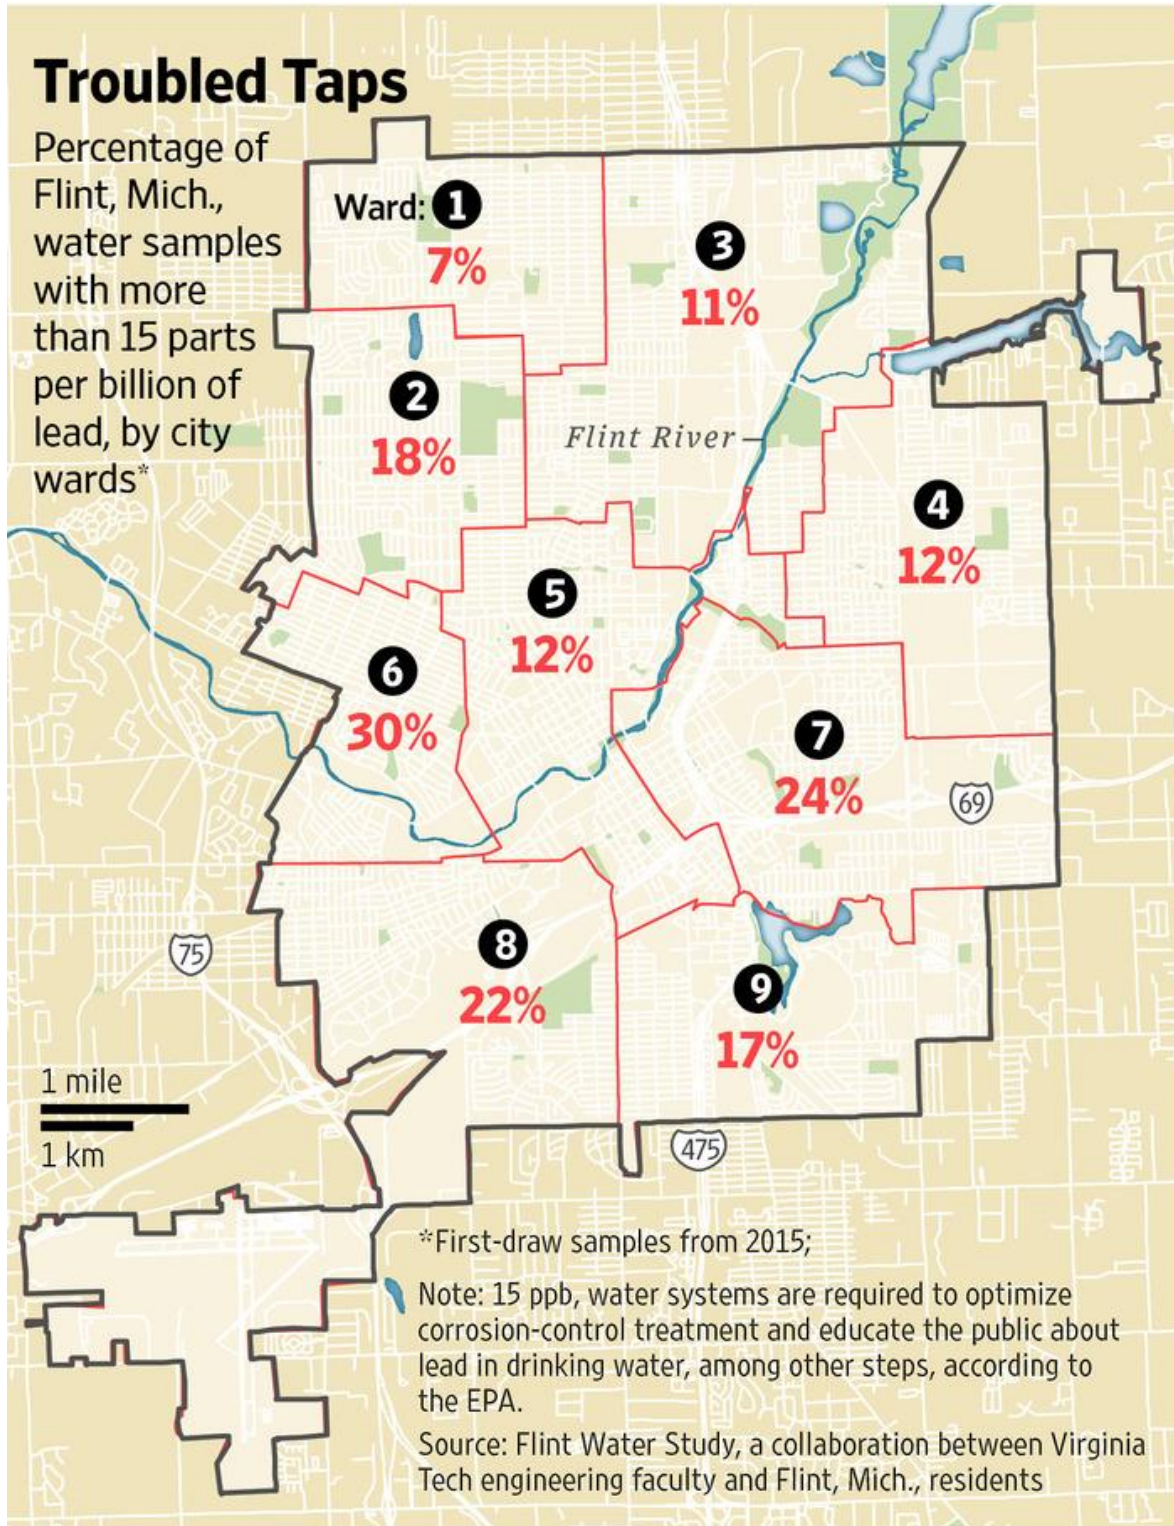 Troubled Taps
Percentage of
Flint, Mich.,
water samples
with more
than 15 parts
per billion of
lead, by city
wards*
Ward: 1
7%
3
11%
2
18%
Flint River
4
12%
5
12%
6
30%
7
24%
69
75
8
22%
9
17%
1 mile
1 km
475
*First-draw samples from 2015;
Note: 15 ppb, water systems are required to optimize
corrosion-control treatment and educate the public about
lead in drinking water, among other steps, according to
the EPA.
Source: Flint Water Study, a collaboration between Virginia
Tech engineering faculty and Flint, Mich., residents